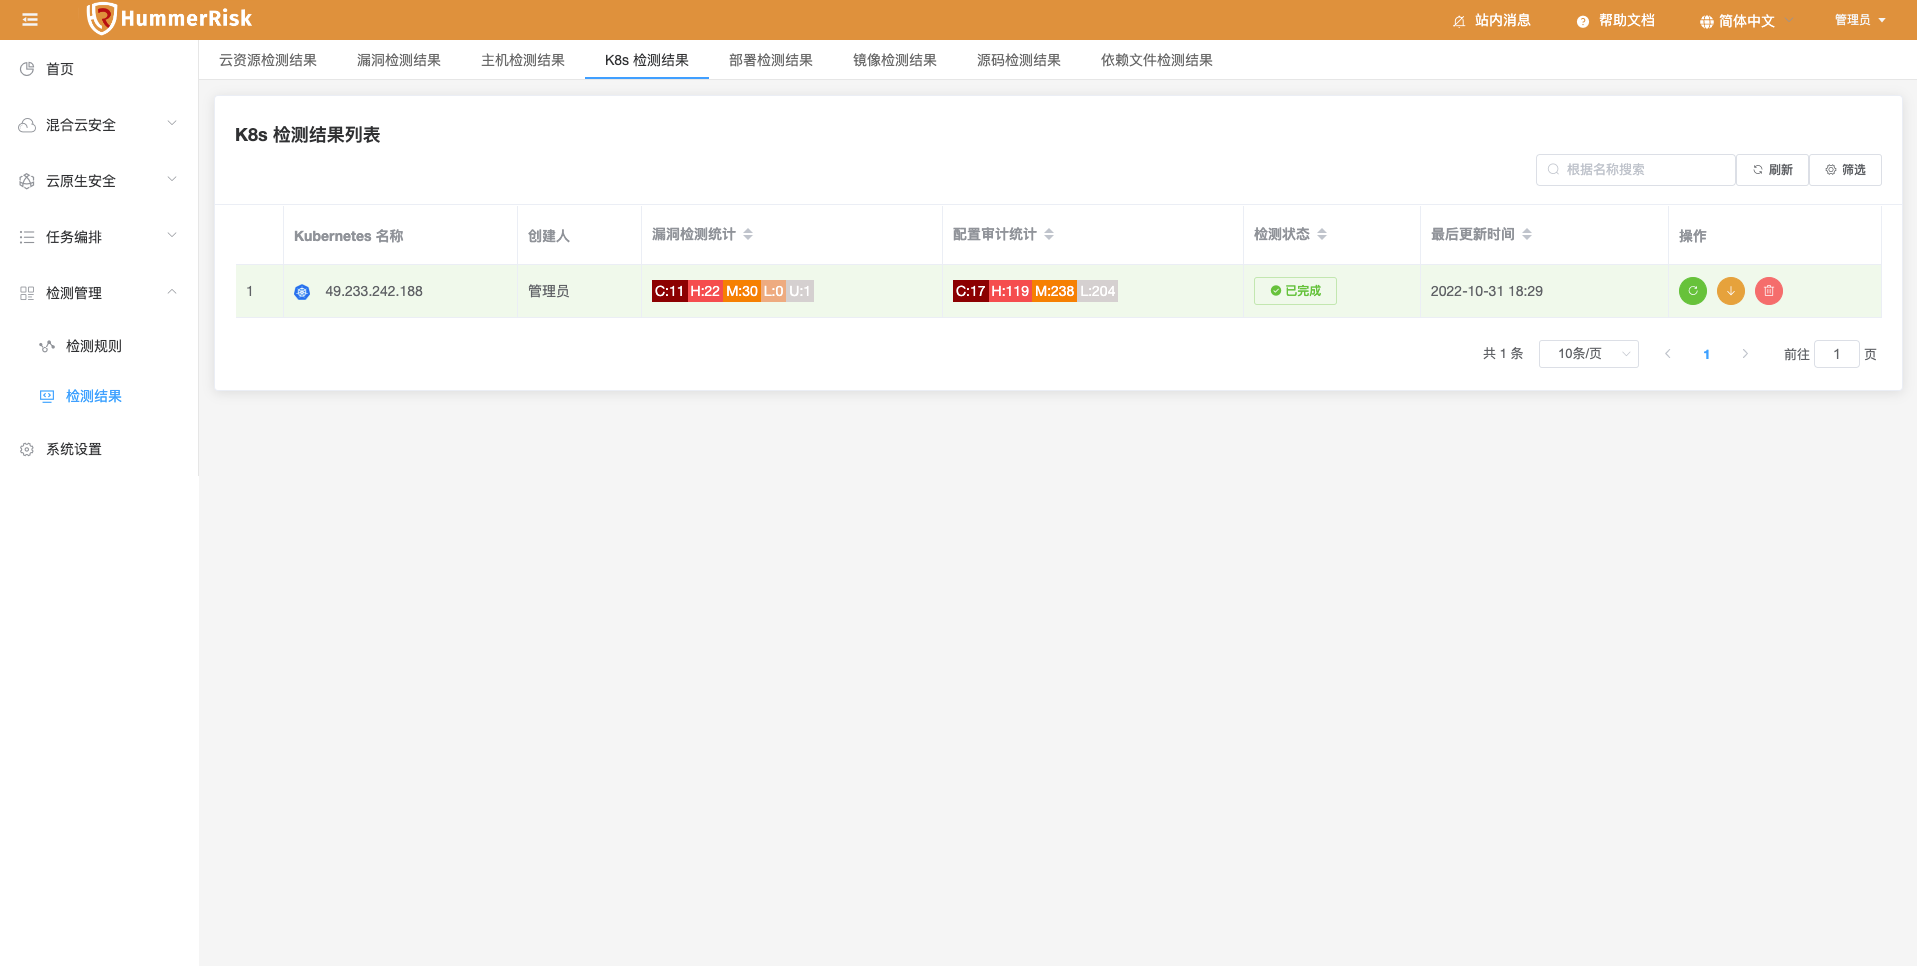 HummerRisk
站内消息
帮助文档
简体中文
管理员
首页
混合云安全
云原生安全
任务编排
检测管理
检测规则
检测结果
系统设置
云资源检测结果 漏洞检测结果 主机检测结果 K8s 检测结果 部署检测结果 镜像检测结果 源码检测结果 依赖文件检测结果
K8s 检测结果列表
根据名称搜索 刷新 筛选
Kubernetes 名称 创建人 漏洞检测统计 配置审计统计 检测状态 最后更新时间 操作
1 49.233.242.188 管理员 C:11 H:22 M:30 L:0 U:1 C:17 H:119 M:238 L:204 已完成 2022-10-31 18:29
共 1 条 10条/页 1 前往 1 页